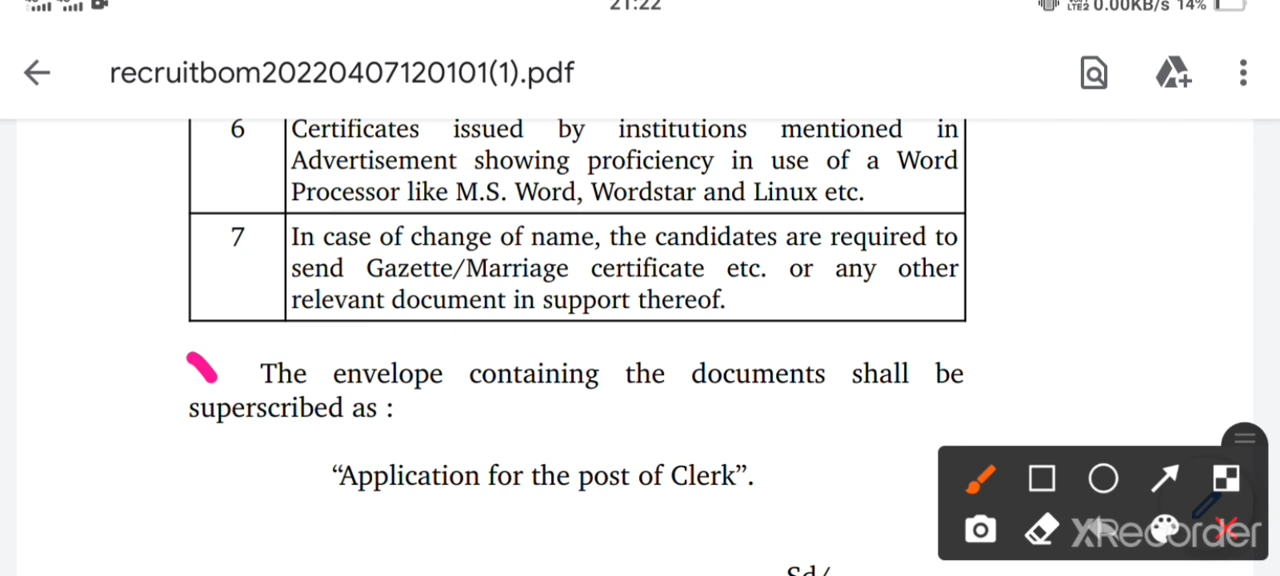 21:22
LTE2 0.00KB/s 14%
recruitbom20220407120101(1).pdf
6 Certificates issued by institutions mentioned in
Advertisement showing proficiency in use of a Word
Processor like M.S. Word, Wordstar and Linux etc.
7 In case of change of name, the candidates are required to
send Gazette/Marriage certificate etc. or any other
relevant document in support thereof.
The envelope containing the documents shall be
superscribed as :
“Application for the post of Clerk”.
XRecorder
Sd/